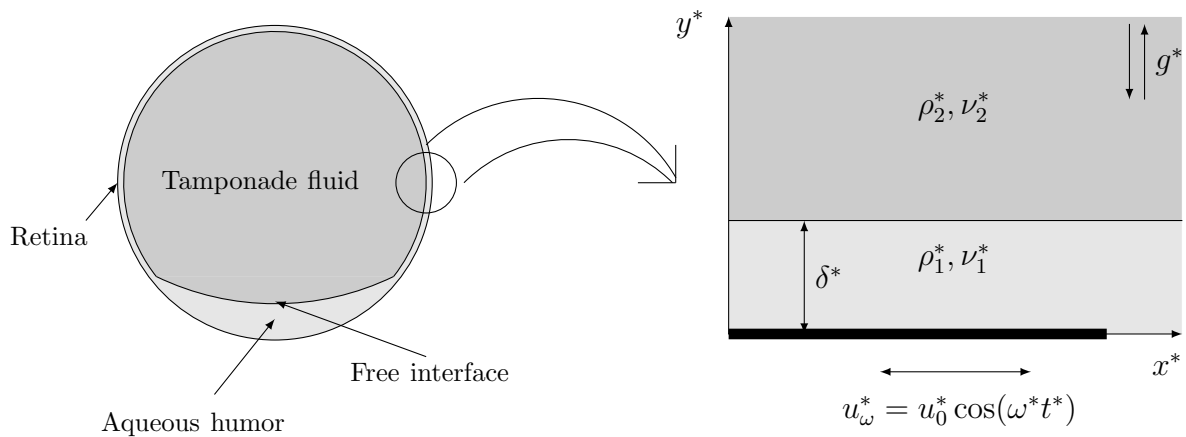 Tamponade fluid
Retina
Free interface
Aqueous humor
y*
g*
ρ₂*, ν₂*
ρ₁*, ν₁*
δ*
x*
u_ω* = u₀* cos(ω*t*)